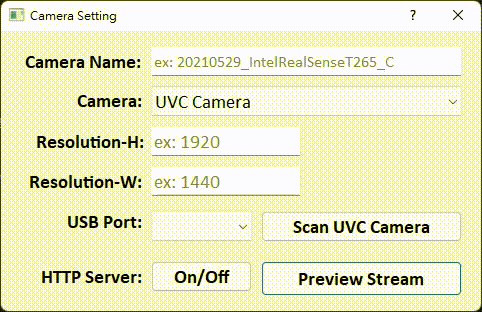 Camera Setting ?
Camera Name: ex: 20210529_IntelRealSenseT265_C
Camera: UVC Camera
Resolution-H: ex: 1920
Resolution-W: ex: 1440
USB Port: Scan UVC Camera
HTTP Server: On/Off Preview Stream